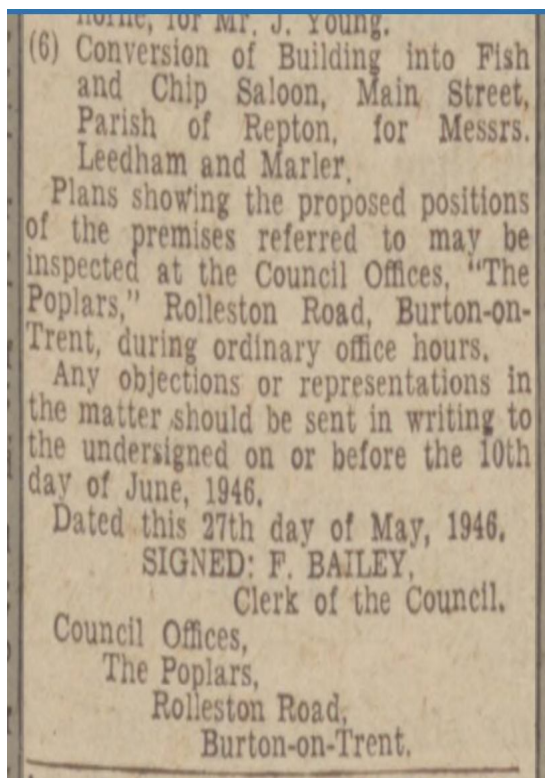 horne, for Mr. J. Young.
(6) Conversion of Building into Fish
and Chip Saloon, Main Street,
Parish of Repton, for Messrs.
Leedham and Marler.
Plans showing the proposed positions
of the premises referred to may be
inspected at the Council Offices, "The
Poplars," Rolleston Road, Burton-on-
Trent, during ordinary office hours.
Any objections or representations in
the matter should be sent in writing to
the undersigned on or before the 10th
day of June, 1946.
Dated this 27th day of May, 1946.
SIGNED: F. BAILEY,
Clerk of the Council.
Council Offices,
The Poplars,
Rolleston Road,
Burton-on-Trent.